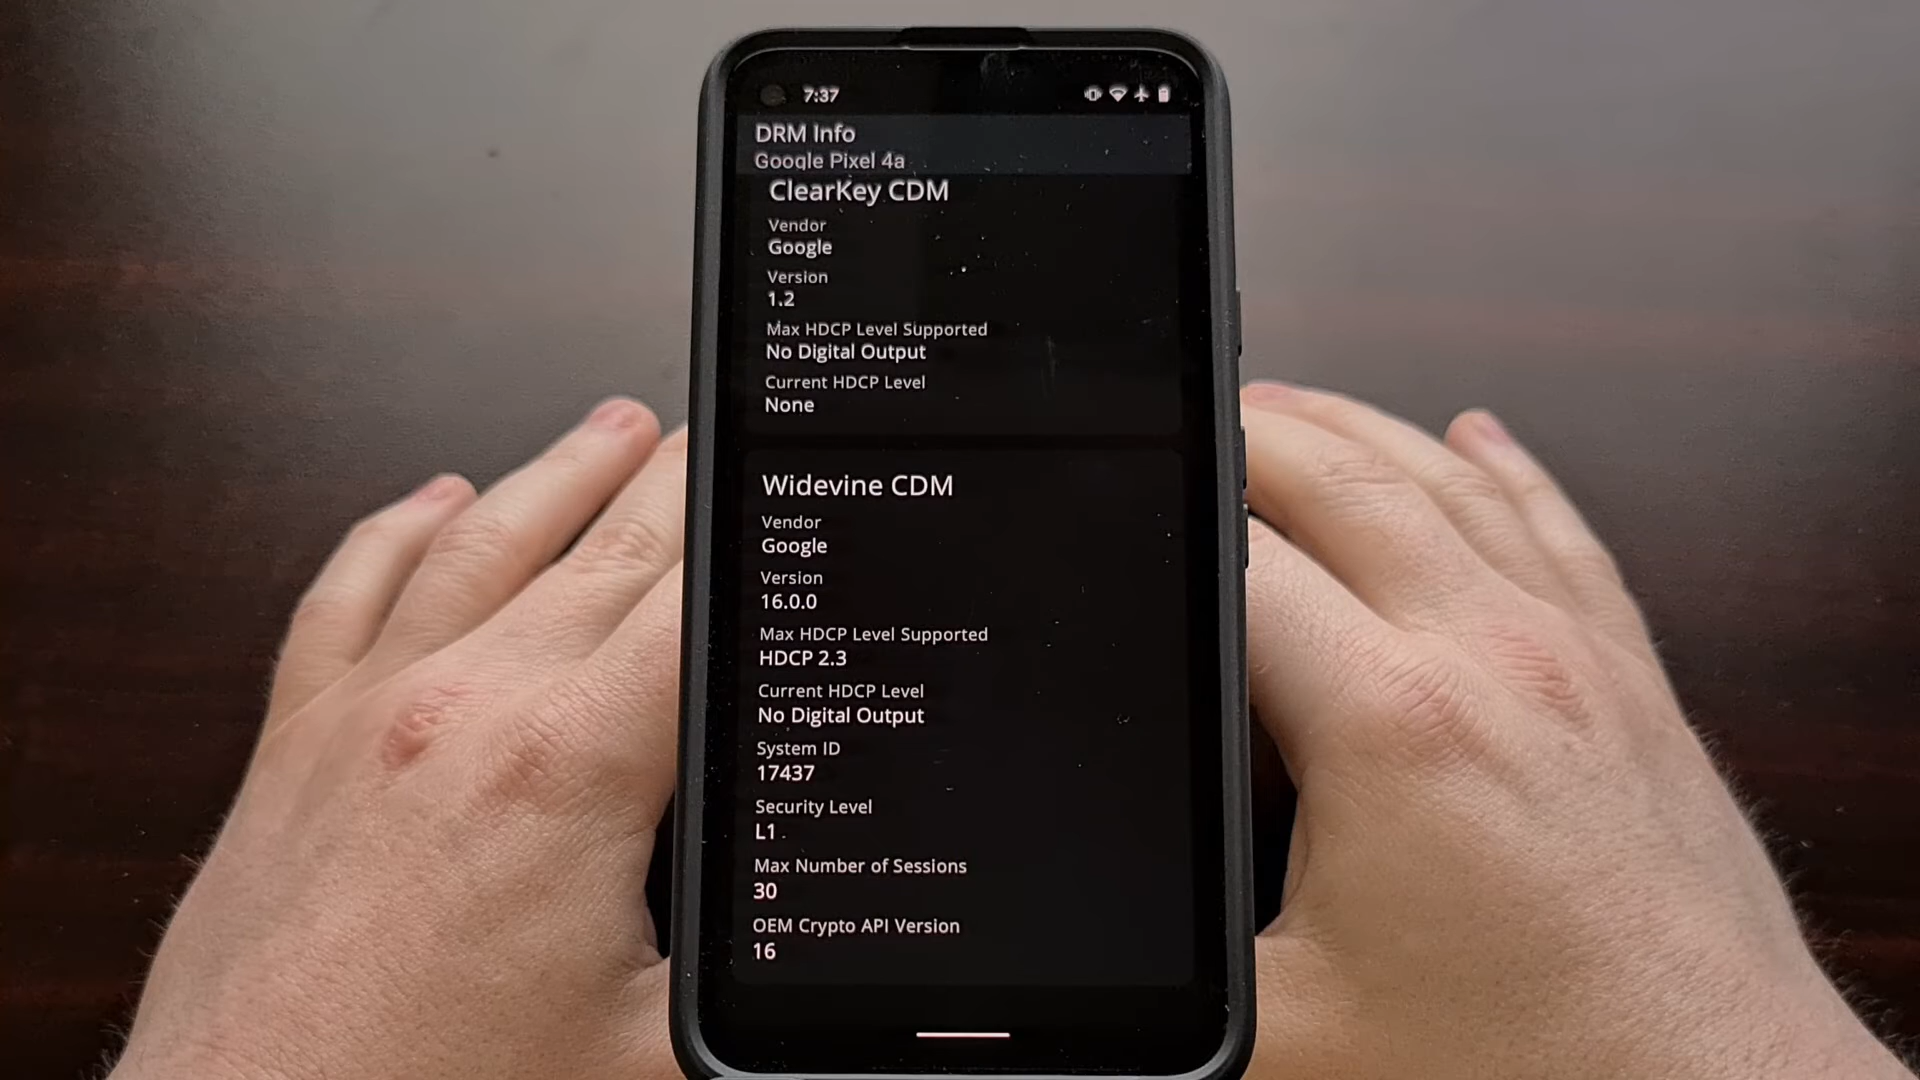 7:37
DRM Info
Google Pixel 4a
ClearKey CDM
Vendor
Google
Version
1.2
Max HDCP Level Supported
No Digital Output
Current HDCP Level
None
Widevine CDM
Vendor
Google
Version
16.0.0
Max HDCP Level Supported
HDCP 2.3
Current HDCP Level
No Digital Output
System ID
17437
Security Level
L1
Max Number of Sessions
30
OEM Crypto API Version
16